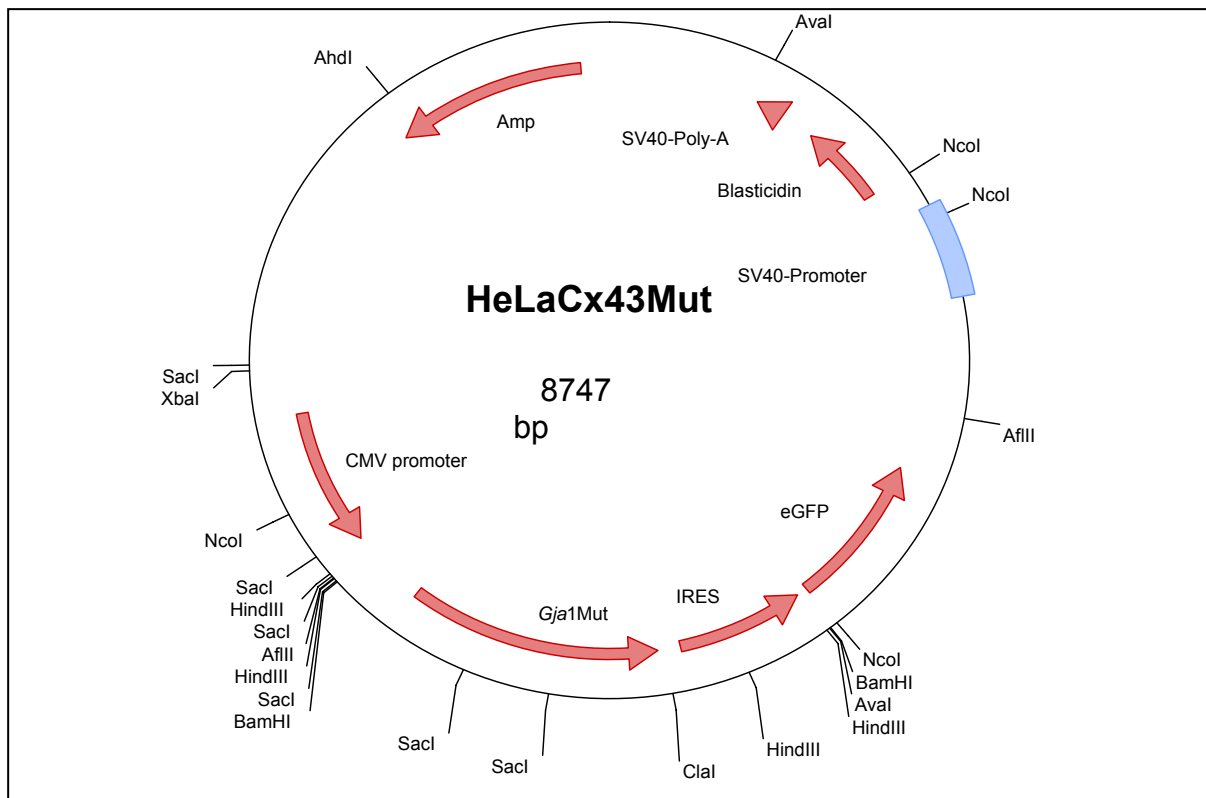 AvaI
AhdI
Amp
SV40-Poly-A
NcoI
Blasticidin
NcoI
SV40-Promoter
HeLaCx43Mut
SacI
XbaI
8747
bp
AflII
CMV promoter
eGFP
NcoI
SacI
HindIII
SacI
AflII
HindIII
SacI
BamHI
Gja1Mut
IRES
NcoI
BamHI
AvaI
HindIII
SacI
SacI
ClaI
HindIII